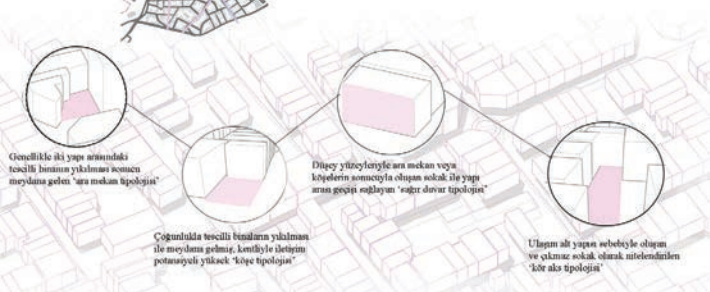 Genellikle iki yapı arasındaki
tescilli binanın yıkılması sonucu
meydana gelen 'ara mekan tipolojisi'
Çoğunlukla tescilli binaların yıkılması
ile meydana gelmiş, kentliyle iletişim
potansiyeli yüksek 'köşe tipolojisi'
Düşey yüzeyleriyle ara mekan veya
köşelerin sonucuyla oluşan sokak ile yapı
arası geçişi sağlayan 'sağır duvar tipolojisi'
Ulaşım alt yapısı sebebiyle oluşan
ve çıkmaz sokak olarak nitelendirilen
'kör aks tipolojisi'